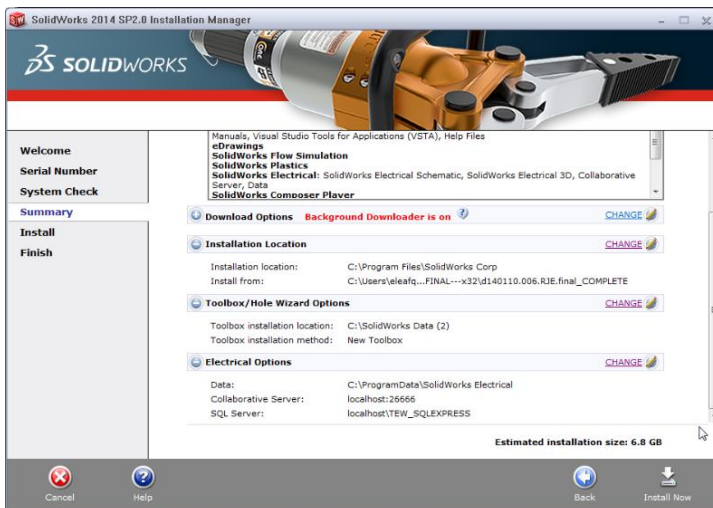 SolidWorks 2014 SP2.0 Installation Manager
SOLIDWORKS
Welcome
Serial Number
System Check
Summary
Install
Finish
Manuals, Visual Studio Tools for Applications (VSTA), Help Files
eDrawings
SolidWorks Flow Simulation
SolidWorks Plastics
SolidWorks Electrical: SolidWorks Electrical Schematic, SolidWorks Electrical 3D, Collaborative
Server, Data
SolidWorks Composer Player
Download Options Background Downloader is on CHANGE
Installation Location CHANGE
Installation location: C:\Program Files\SolidWorks Corp
Install from: C:\Users\eleafq...FINAL---x32\d140110.006.RJE.final_COMPLETE
Toolbox/Hole Wizard Options CHANGE
Toolbox installation location: C:\SolidWorks Data (2)
Toolbox installation method: New Toolbox
Electrical Options CHANGE
Data: C:\ProgramData\SolidWorks Electrical
Collaborative Server: localhost:26666
SQL Server: localhost\TEW_SQLEXPRESS
Estimated installation size: 6.8 GB
Cancel Help Back Install Now